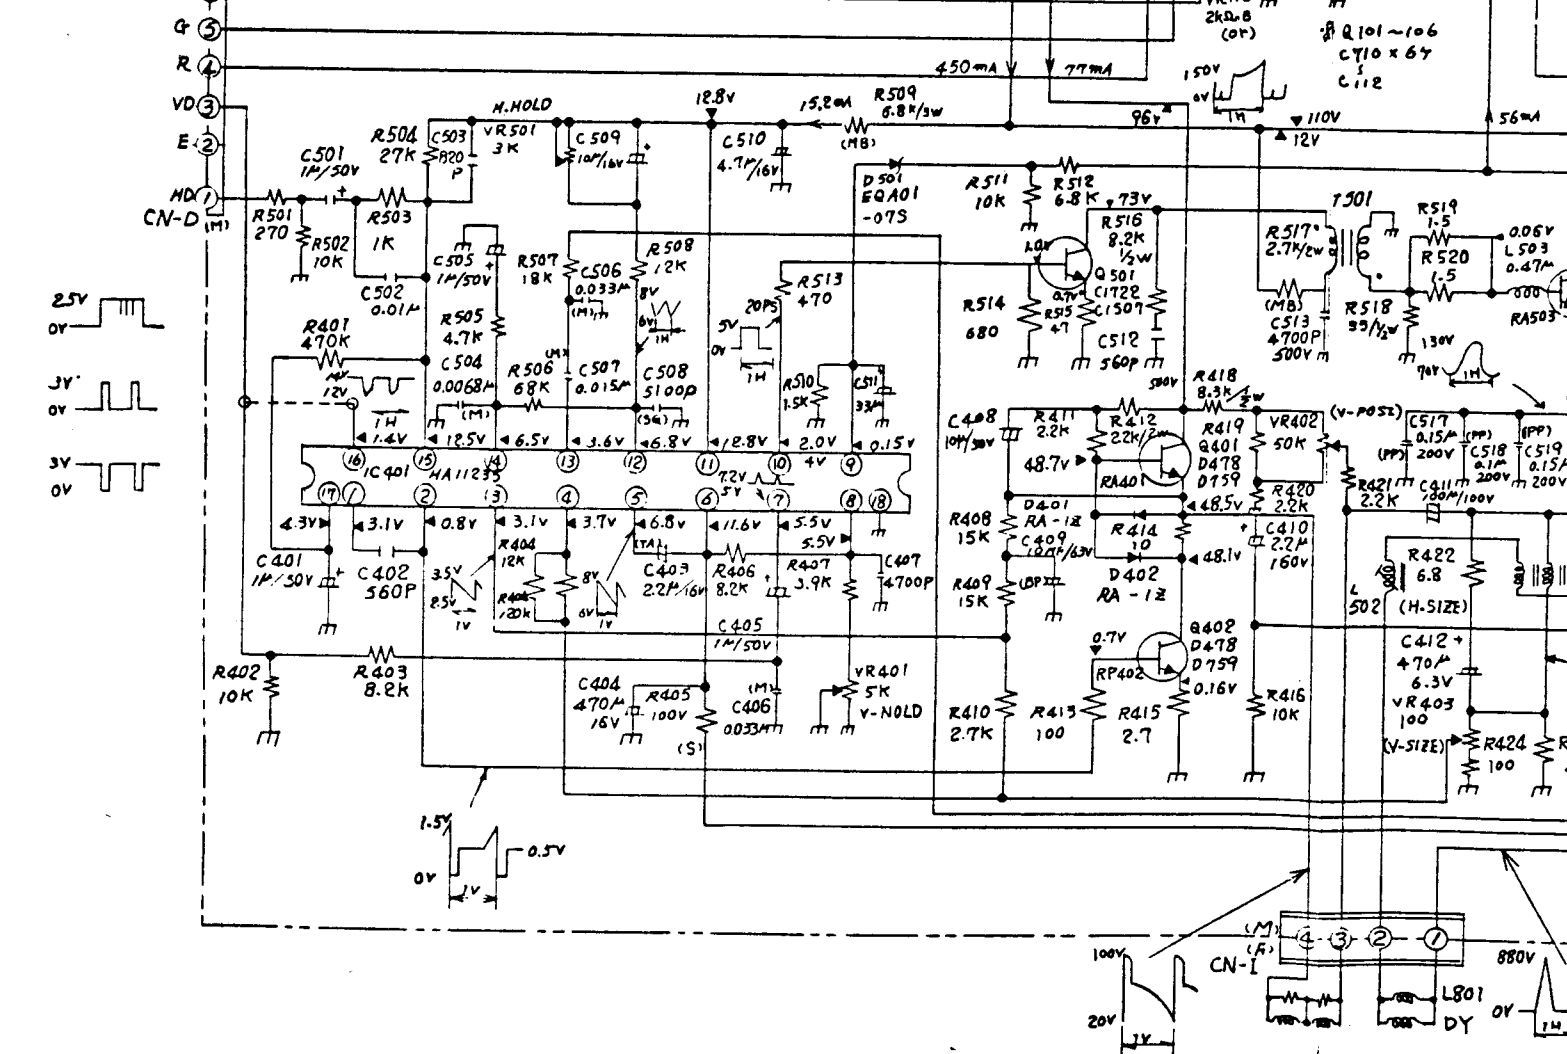 G 5
R 4
VD 3
E 2
HD 1
CN-D (M)
2kΩB
(or)
Q101~106
C710 x 6
C112
450mA
77mA
150V
0V
1H
96V
110V
12V
56mA
H.HOLD
VR501
3K
12.8V
15.2mA
R509
6.8K/3W
(MB)
R504
27K
C503
820
P
C509
10μ/16V
C510
4.7μ/16V
C501
1μ/50V
R501
270
R502
10K
R503
1K
C502
0.01μ
C505
1μ/50V
R507
18K
C506
0.033μ
(M)
R508
12K
8V
6V
1H
R513
470
D501
EQA01
-07S
R511
10K
R512
6.8K
73V
R516
8.2K
1/2W
Q501
C1722
C1507
0.7V
R515
47
R514
680
C512
560P
R517
2.7K/2W
(MB)
C513
4700P
500V
T501
R519
1.5
R520
1.5
0.06V
L503
0.47μ
R518
RA503
130V
70V
1H
25V
0V
3V
0V
3V
0V
R401
470K
12V
1H
R505
4.7K
C504
0.0068μ
(M)
R506
68K
C507
0.015μ
C508
5100P
20PS
5V
0V
1H
R510
1.5K
C511
33μ
1.4V
12.5V
6.5V
3.6V
6.8V
12.8V
2.0V
4V
0.15V
16 15 14 13 12 11 10 9
IC401 HA11235
7.2V
5V
17 1 2 3 4 5 6 7 8 18
4.3V
3.1V
0.8V
3.1V
3.7V
6.8V
11.6V
5.5V
5.5V
C401
1μ/50V
C402
560P
3.5V
2.5V
1V
R404
12K
120K
8V
6V
1V
(TA)
C403
2.2μ/16V
R406
8.2K
R407
3.9K
C407
4700P
C405
1μ/50V
R402
10K
R403
8.2K
C404
470μ
16V
R405
100V
(S)
(M)
C406
0.033μ
VR401
5K
V-HOLD
C408
10μ/50V
R411
2.2K
R412
22K/2W
48.7V
RA401
R418
8.3K
R419
Q401
D478
D759
VR402
50K
(V-POSI)
R420
2.2K
48.5V
R408
15K
D401
RA-1Z
C409
(BP)
R414
10
D402
RA-1Z
48.1V
C410
2.2μ
160V
R409
15K
R410
2.7K
0.7V
RP402
Q402
D478
D759
0.16V
R413
100
R415
2.7
R416
10K
C517
0.15μ
200V
(PP)
C518
0.1μ
200V
(PP)
C519
0.15μ
200V
(PP)
R421
2.2K
C411
100μ/100V
L
502
(H-SIZE)
R422
6.8
C412
470μ
6.3V
VR403
100
(V-SIZE)
R424
100
1.5V
0V
0.5V
1V
100V
20V
1V
(M)
(F)
CN-I
4 3 2 1
L801
DY
880V
0V
1H